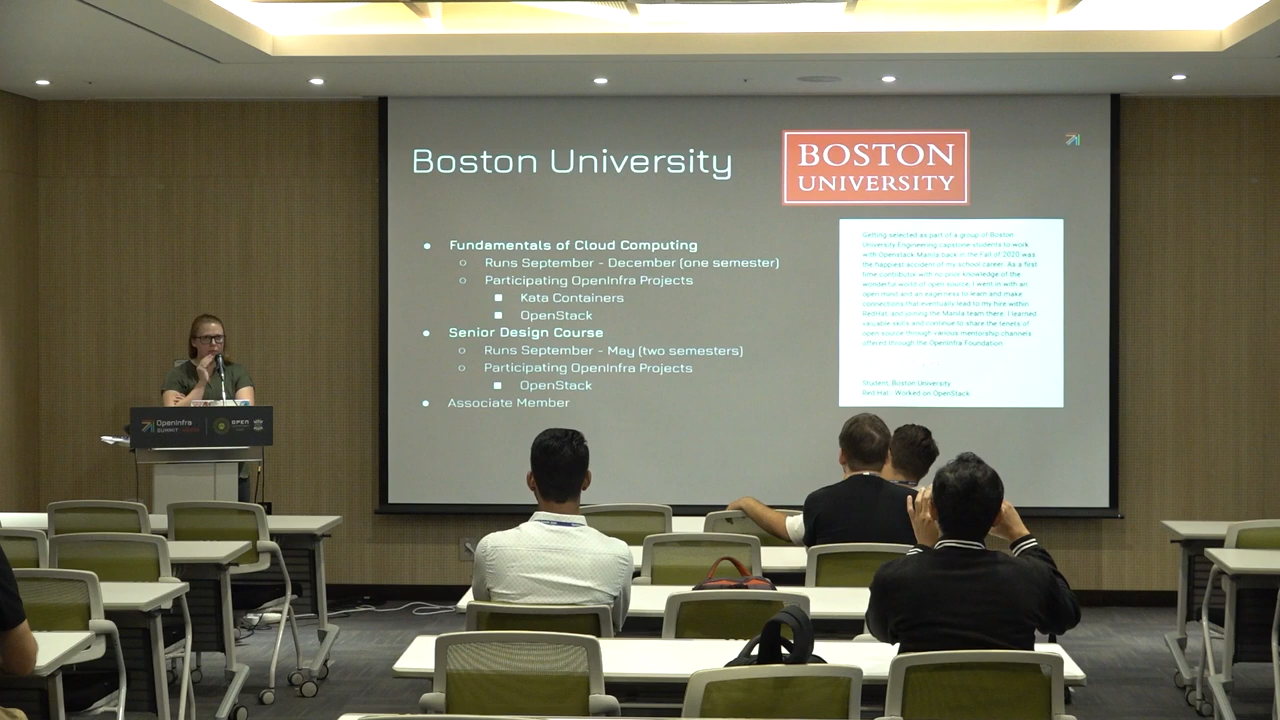 Boston University
BOSTON
UNIVERSITY
● Fundamentals of Cloud Computing
○ Runs September - December (one semester)
○ Participating OpenInfra Projects
■ Kata Containers
■ OpenStack
● Senior Design Course
○ Runs September - May (two semesters)
○ Participating OpenInfra Projects
■ OpenStack
● Associate Member
Getting selected as part of a group of Boston
University Engineering capstone students to work
with Openstack Manila back in the Fall of 2020 was
the happiest accident of my school career. As a first
time contributor with no prior knowledge of the
wonderful world of open source, I went in with an
open mind and an eagerness to learn and make
connections that eventually lead to my hire within
RedHat and joining the Manila team there. I learned
valuable skills and continue to share the tenets of
open source through various mentorship channels
offered through the OpenInfra Foundation.
Student, Boston University
Red Hat, Worked on OpenStack
OpenInfra
SUMMIT
OPEN